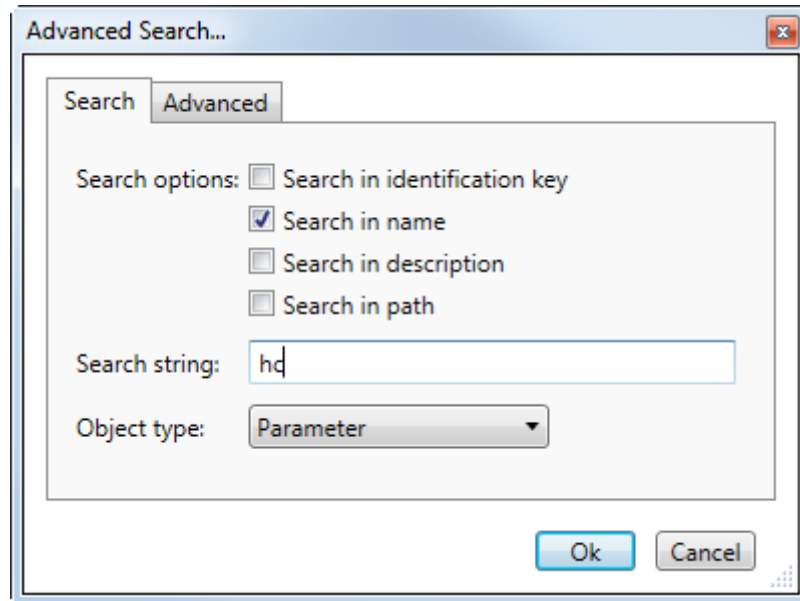 Advanced Search...
Search Advanced
Search options: Search in identification key
Search in name
Search in description
Search in path
Search string: hc
Object type: Parameter
Ok Cancel